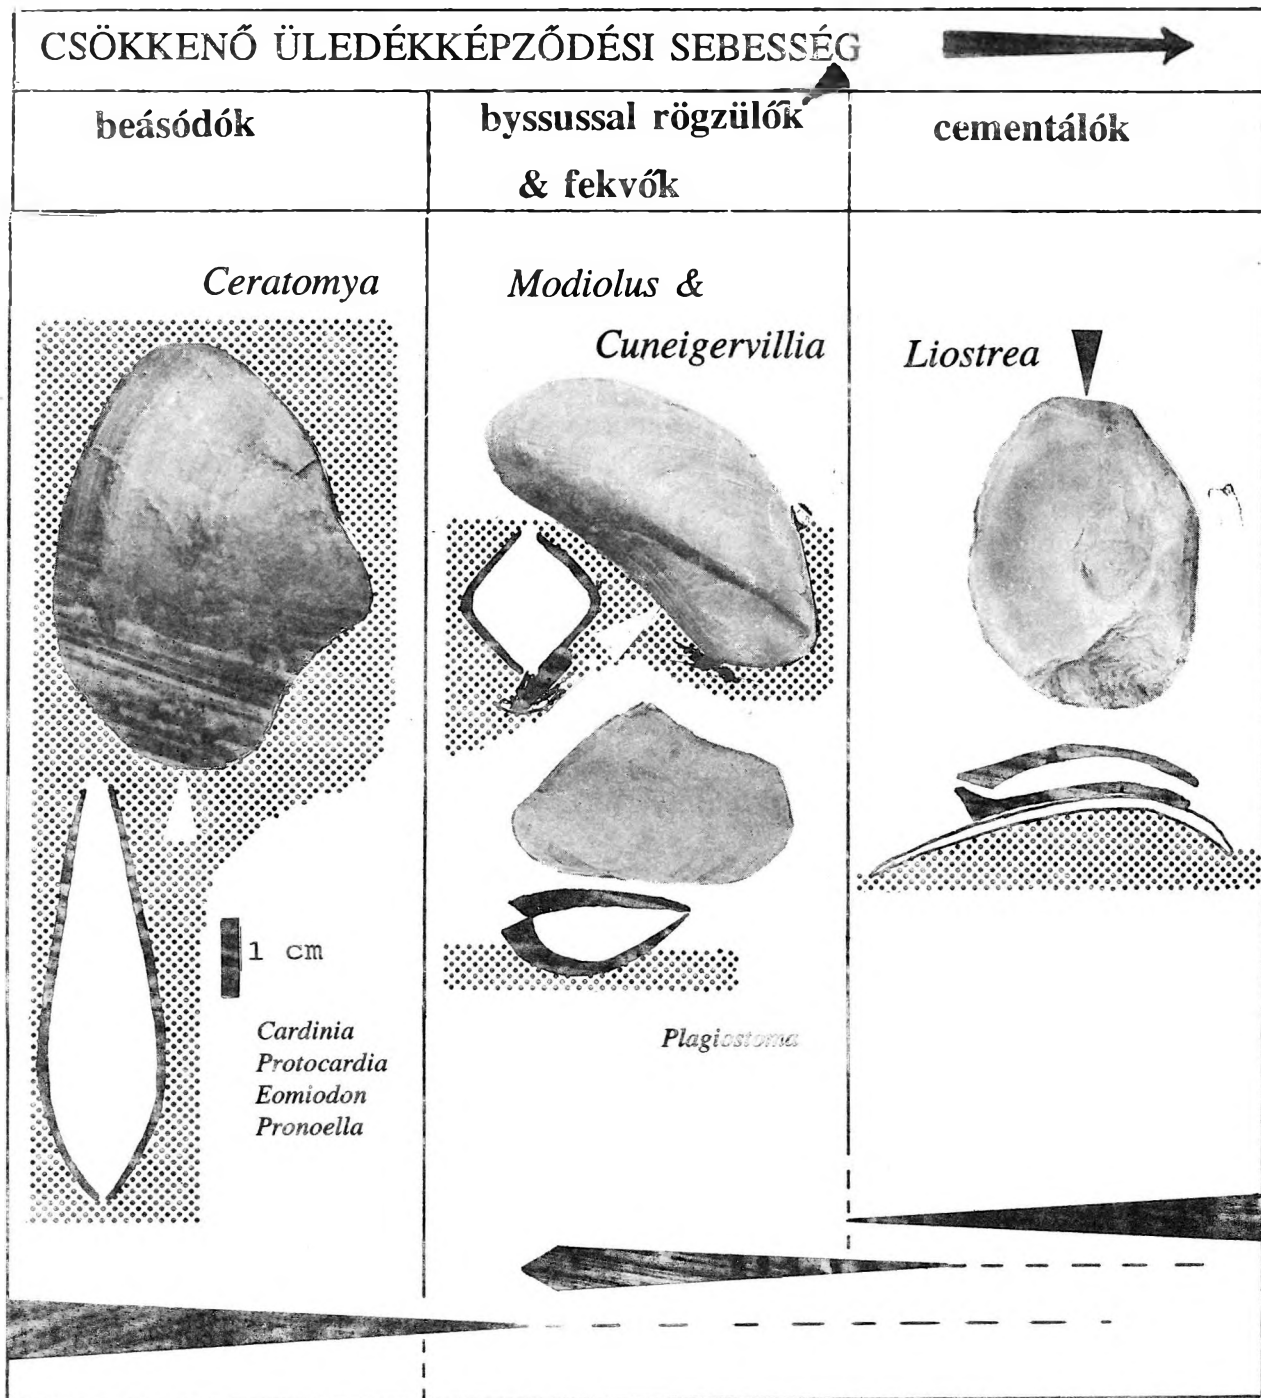 CSÖKKENŐ ÜLEDÉKKÉPZŐDÉSI SEBESSÉG
beásódók
byssussal rögzülők
& fekvők
cementálók
Ceratomya
Modiolus &
Cuneigervillia
Liostrea
1 cm
Cardinia
Protocardia
Eomiodon
Pronoella
Plagiostoma